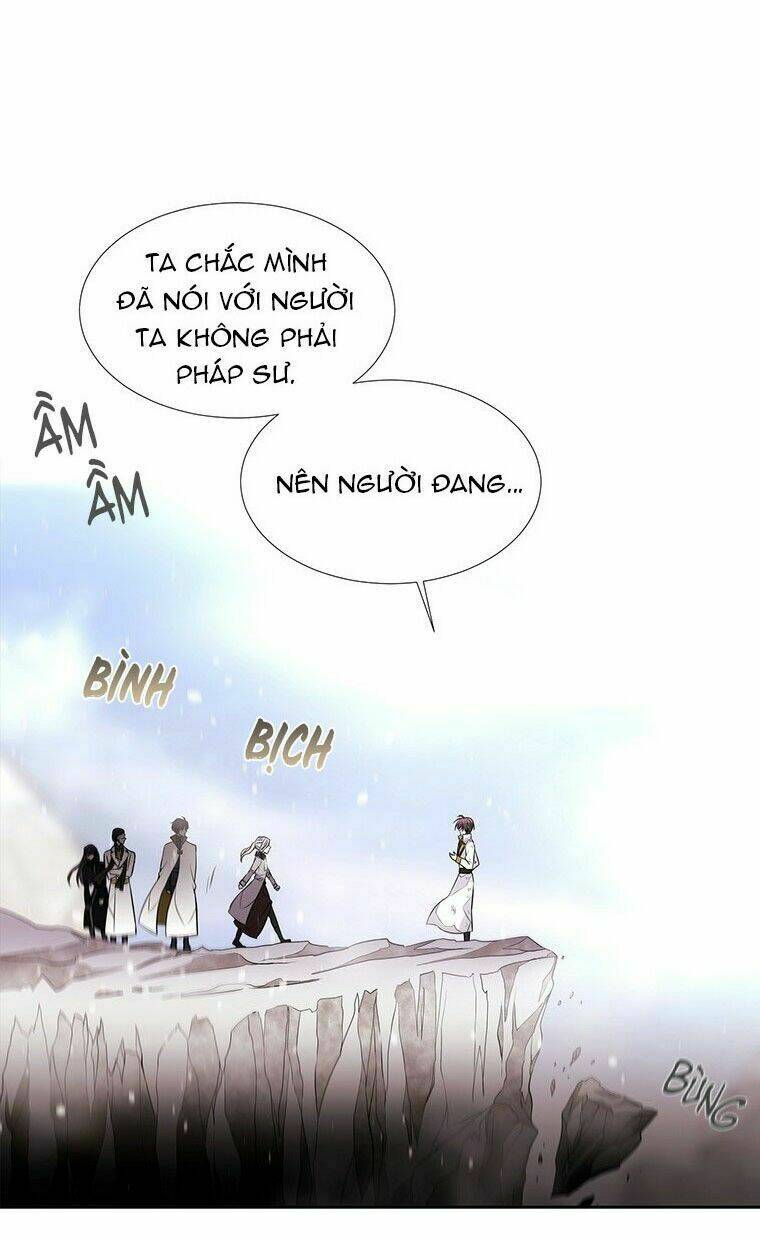 TA CHẮC MÌNH
ĐÃ NÓI VỚI NGƯỜI
TA KHÔNG PHẢI
PHÁP SƯ.
ẦM
ẦM
NÊN NGƯỜI ĐANG...
BÌNH
BỊCH
BÙNG